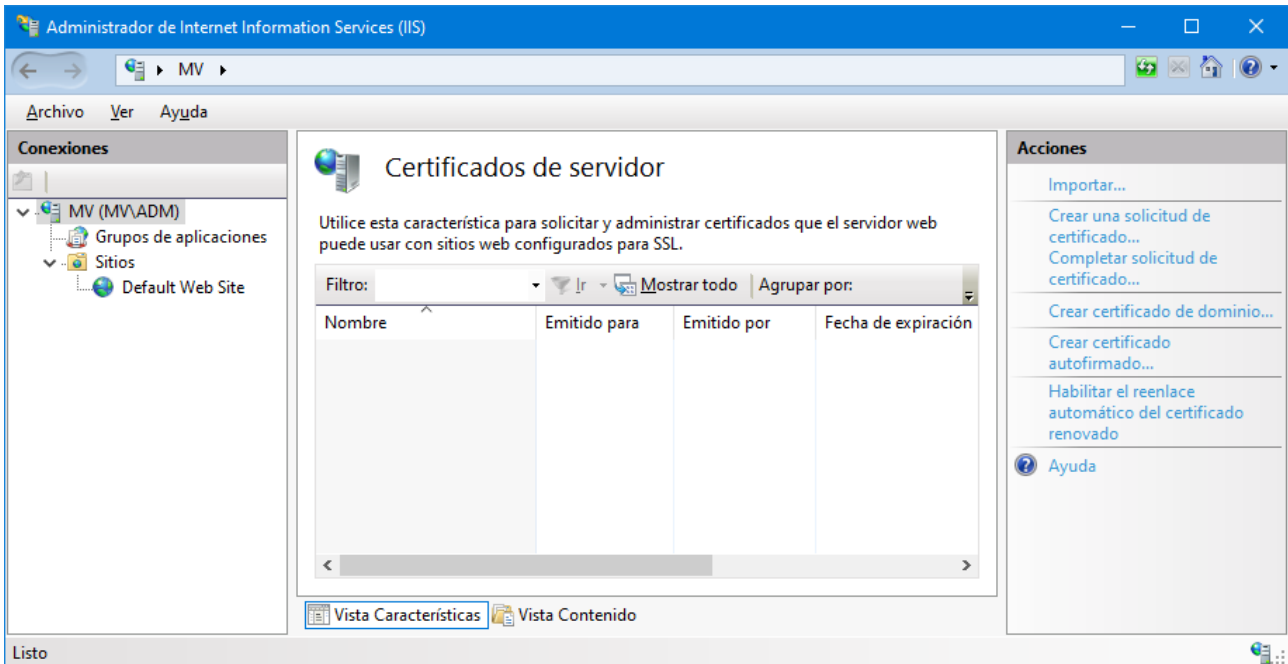 Administrador de Internet Information Services (IIS)
MV
Archivo Ver Ayuda
Conexiones
MV (MV\ADM)
Grupos de aplicaciones
Sitios
Default Web Site
Certificados de servidor
Utilice esta característica para solicitar y administrar certificados que el servidor web
puede usar con sitios web configurados para SSL.
Filtro: Ir Mostrar todo Agrupar por:
Nombre Emitido para Emitido por Fecha de expiración
Vista Características Vista Contenido
Acciones
Importar...
Crear una solicitud de
certificado...
Completar solicitud de
certificado...
Crear certificado de dominio...
Crear certificado
autofirmado...
Habilitar el reenlace
automático del certificado
renovado
Ayuda
Listo